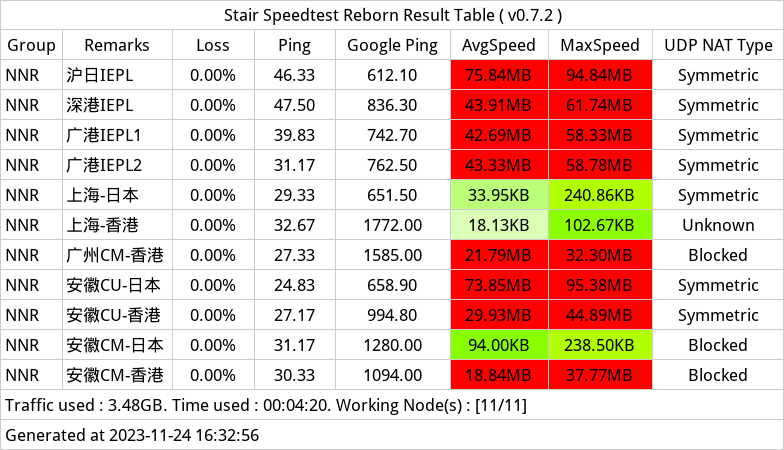 Stair Speedtest Reborn Result Table ( v0.7.2 )
Group Remarks Loss Ping Google Ping AvgSpeed MaxSpeed UDP NAT Type
NNR 沪日IEPL 0.00% 46.33 612.10 75.84MB 94.84MB Symmetric
NNR 深港IEPL 0.00% 47.50 836.30 43.91MB 61.74MB Symmetric
NNR 广港IEPL1 0.00% 39.83 742.70 42.69MB 58.33MB Symmetric
NNR 广港IEPL2 0.00% 31.17 762.50 43.33MB 58.78MB Symmetric
NNR 上海-日本 0.00% 29.33 651.50 33.95KB 240.86KB Symmetric
NNR 上海-香港 0.00% 32.67 1772.00 18.13KB 102.67KB Unknown
NNR 广州CM-香港 0.00% 27.33 1585.00 21.79MB 32.30MB Blocked
NNR 安徽CU-日本 0.00% 24.83 658.90 73.85MB 95.38MB Symmetric
NNR 安徽CU-香港 0.00% 27.17 994.80 29.93MB 44.89MB Symmetric
NNR 安徽CM-日本 0.00% 31.17 1280.00 94.00KB 238.50KB Blocked
NNR 安徽CM-香港 0.00% 30.33 1094.00 18.84MB 37.77MB Blocked
Traffic used : 3.48GB. Time used : 00:04:20. Working Node(s) : [11/11]
Generated at 2023-11-24 16:32:56